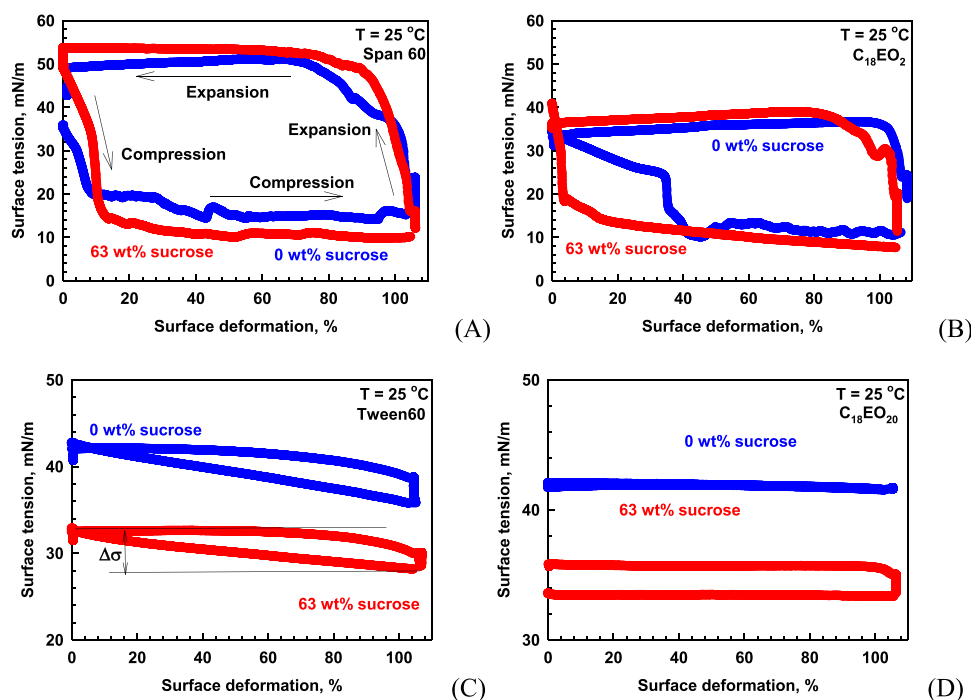 T = 25 °C
Span 60
Surface tension, mN/m
60
50
40
30
20
10
0
Expansion
Expansion
Compression
Compression
63 wt% sucrose
0 wt% sucrose
0 20 40 60 80 100
Surface deformation, %
(A)
T = 25 °C
C₁₈EO₂
Surface tension, mN/m
60
50
40
30
20
10
0
0 wt% sucrose
63 wt% sucrose
0 20 40 60 80 100
Surface deformation, %
(B)
T = 25 °C
Tween60
Surface tension, mN/m
50
40
30
20
0 wt% sucrose
Δσ
63 wt% sucrose
0 20 40 60 80 100
Surface deformation, %
(C)
T = 25 °C
C₁₈EO₂₀
Surface tension, mN/m
50
40
30
0 wt% sucrose
63 wt% sucrose
0 20 40 60 80 100
Surface deformation, %
(D)